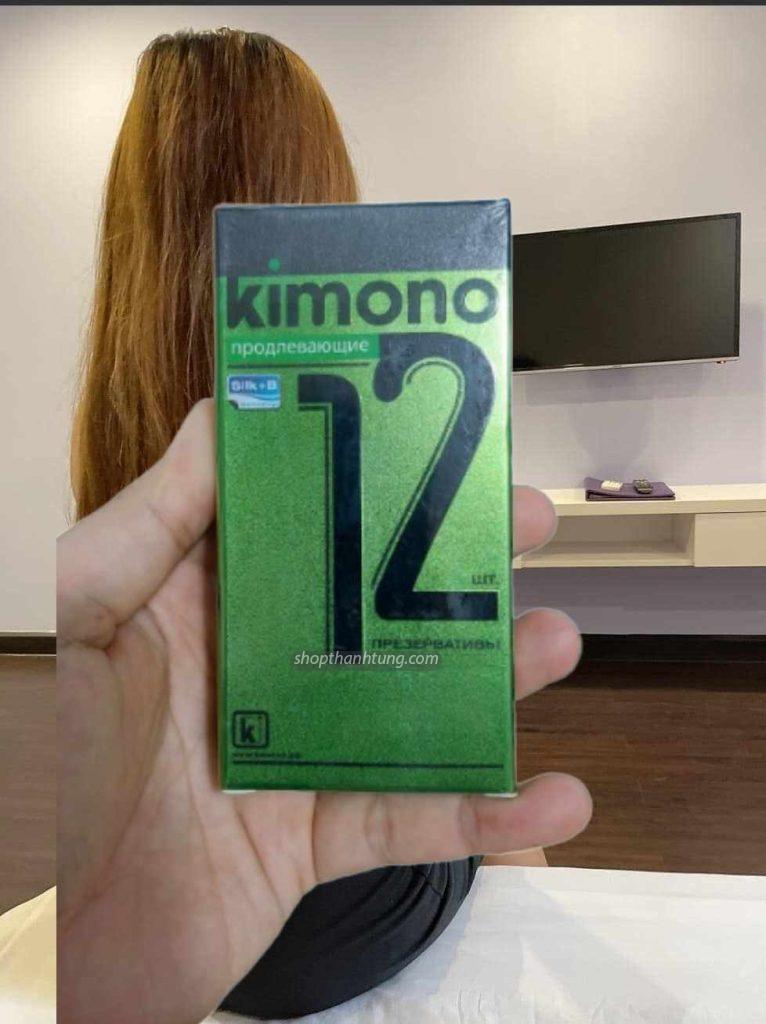 kimono
продлевающие
Silk+B
12
шт.
ПРЕЗЕРВАТИВЫ
shopthanhtung.com
k